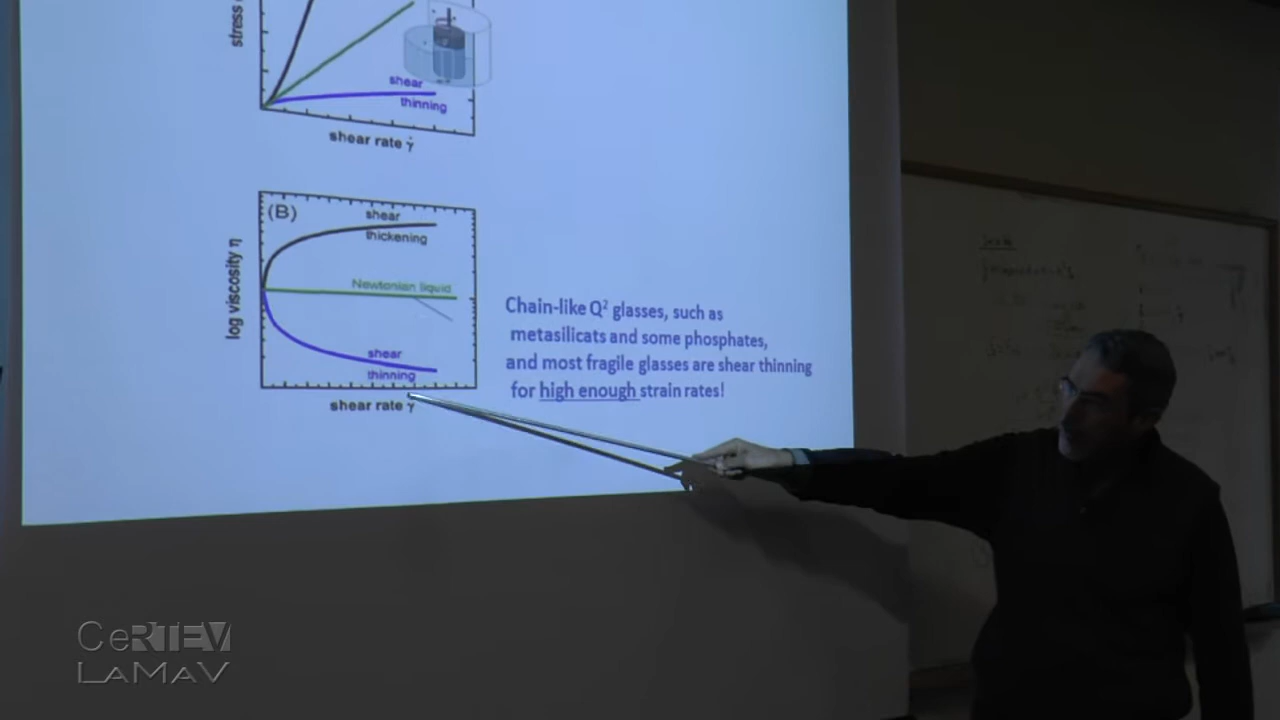 stress
shear
thinning
shear rate γ̇
(B)
shear
thickening
log viscosity η
Newtonian liquid
shear
thinning
shear rate γ̇
Chain-like Q² glasses, such as
metasilicats and some phosphates,
and most fragile glasses are shear thinning
for high enough strain rates!
CeRTEV
LaMaV